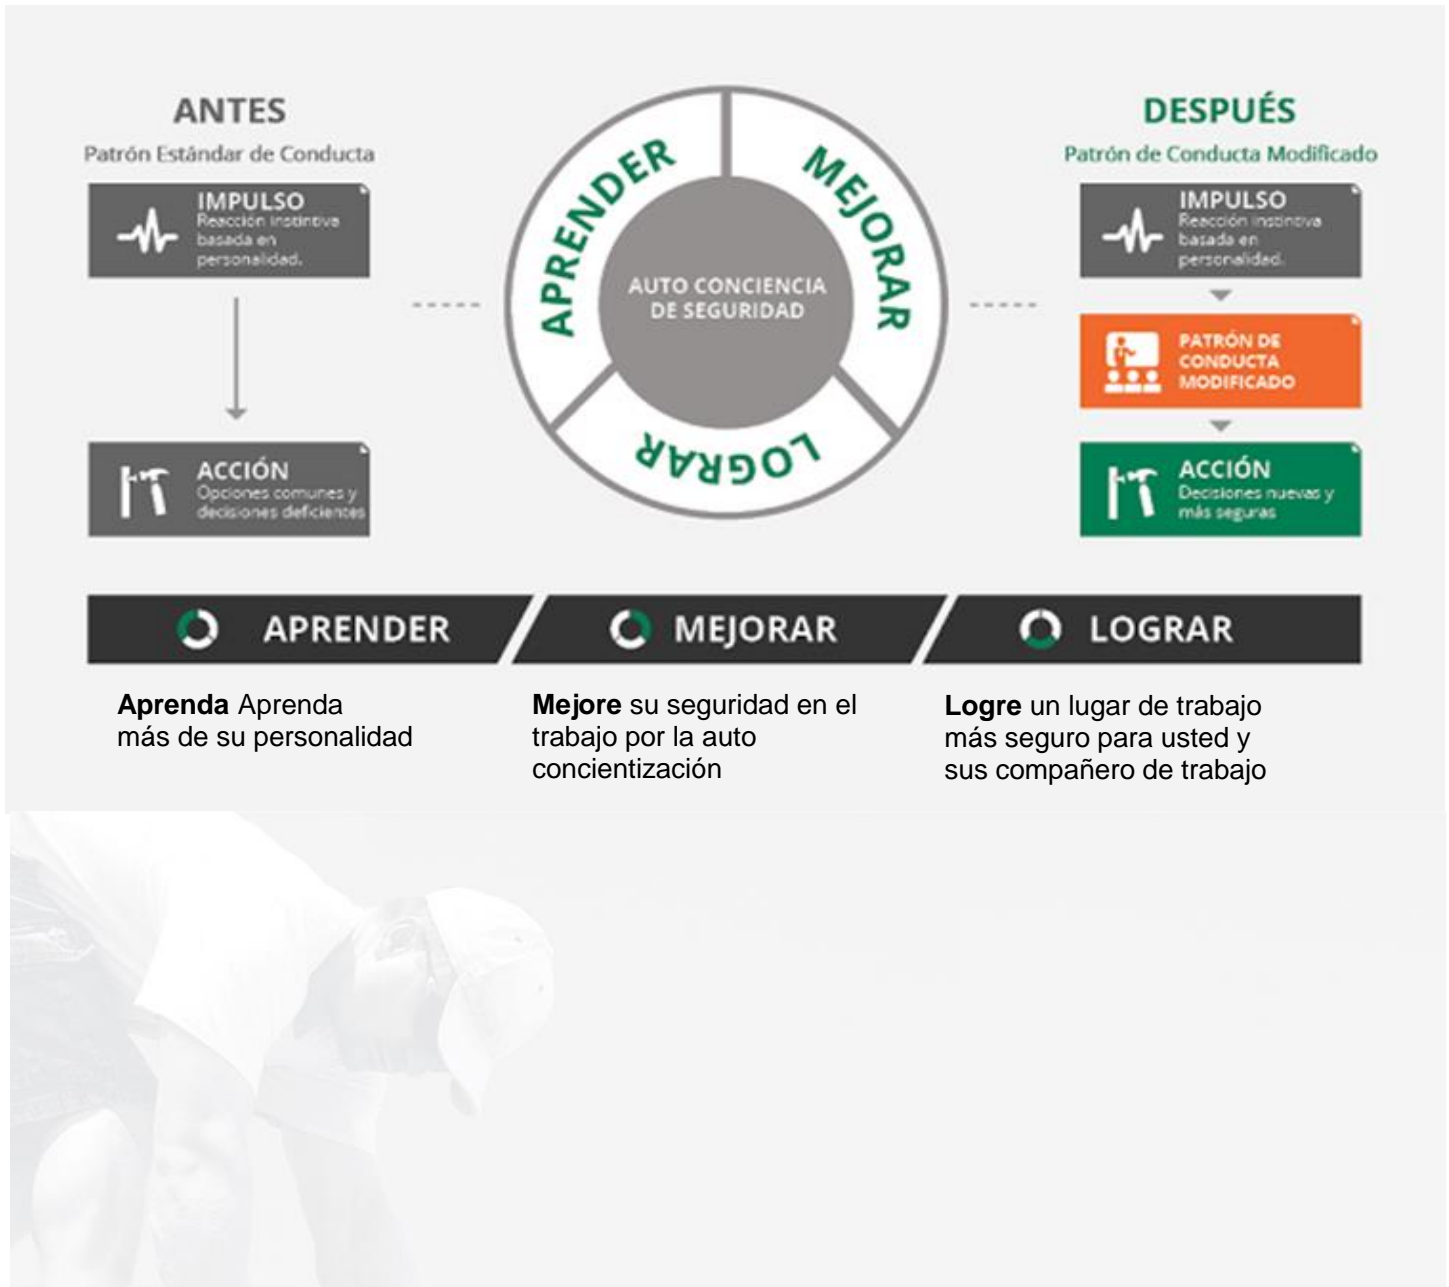 ANTES
Patrón Estándar de Conducta
IMPULSO
Reacción instintiva
basada en
personalidad.
ACCIÓN
Opciones comunes y
decisiones deficientes
APRENDER
MEJORAR
LOGRAR
AUTO CONCIENCIA
DE SEGURIDAD
DESPUÉS
Patrón de Conducta Modificado
IMPULSO
Reacción instintiva
basada en
personalidad.
PATRÓN DE
CONDUCTA
MODIFICADO
ACCIÓN
Decisiones nuevas y
más seguras
APRENDER
MEJORAR
LOGRAR
Aprenda Aprenda
más de su personalidad
Mejore su seguridad en el
trabajo por la auto
concientización
Logre un lugar de trabajo
más seguro para usted y
sus compañero de trabajo